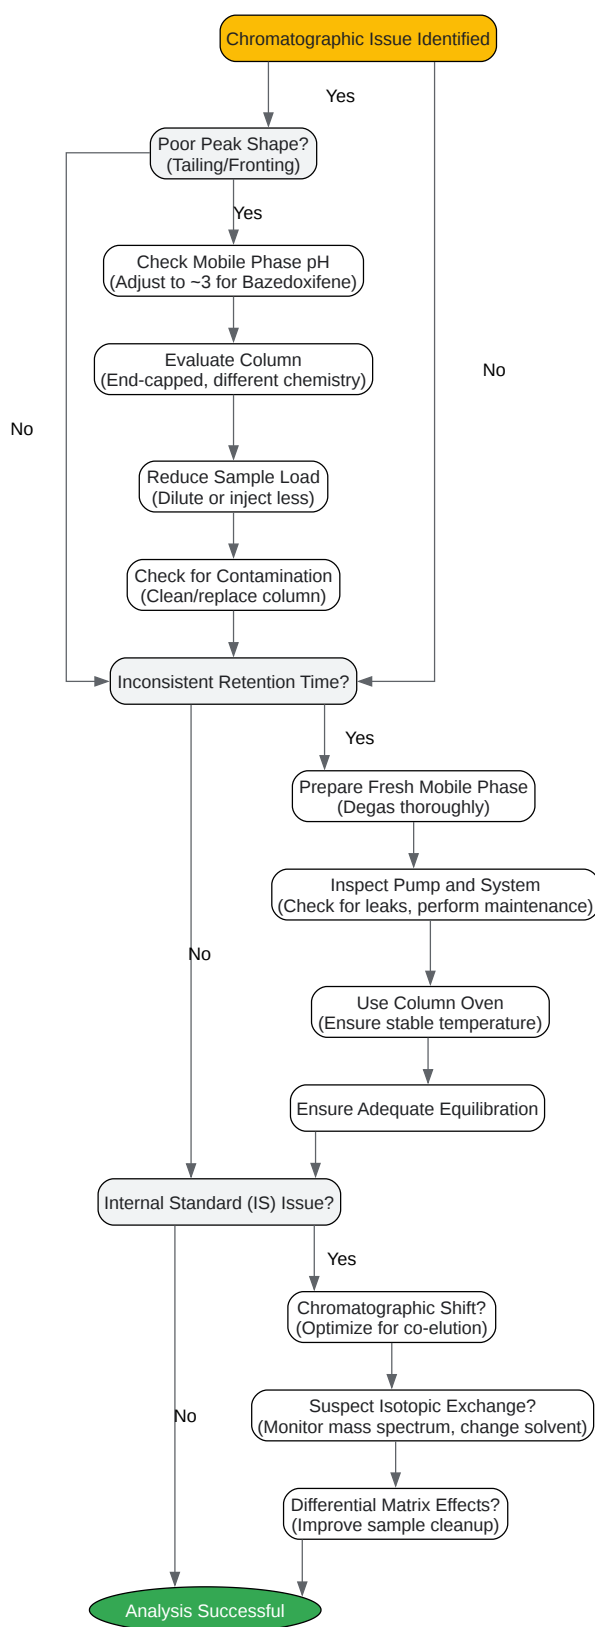 Chromatographic Issue Identified
Yes
Poor Peak Shape?
(Tailing/Fronting)
Yes
Check Mobile Phase pH
(Adjust to ~3 for Bazedoxifene)
Evaluate Column
(End-capped, different chemistry)
No
No
Reduce Sample Load
(Dilute or inject less)
Check for Contamination
(Clean/replace column)
Inconsistent Retention Time?
Yes
Prepare Fresh Mobile Phase
(Degas thoroughly)
Inspect Pump and System
(Check for leaks, perform maintenance)
No
Use Column Oven
(Ensure stable temperature)
Ensure Adequate Equilibration
Internal Standard (IS) Issue?
Yes
Chromatographic Shift?
(Optimize for co-elution)
Suspect Isotopic Exchange?
(Monitor mass spectrum, change solvent)
No
Differential Matrix Effects?
(Improve sample cleanup)
Analysis Successful